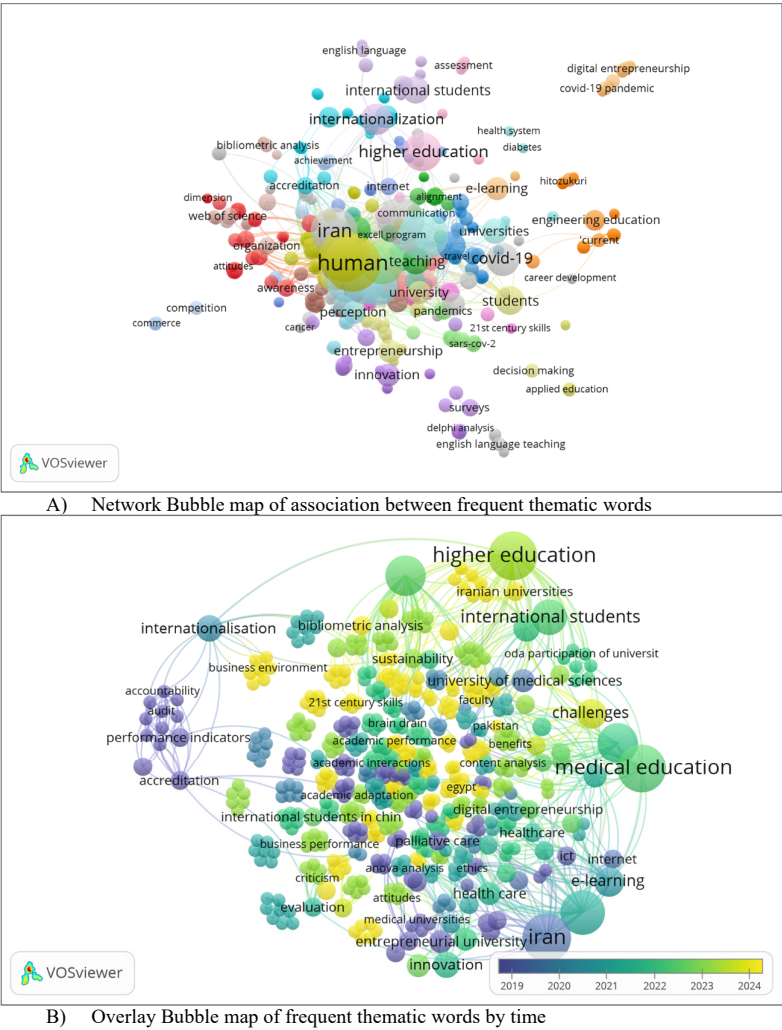 english language
assessment
digital entrepreneurship
covid-19 pandemic
international students
internationalization
health system
bibliometric analysis
higher education
diabetes
achievement
accreditation
internet
e-learning
hitozukuri
dimension
alignment
web of science
communication
engineering education
iran
excell program
universities
'current
organization
human
teaching
travel
covid-19
attitudes
career development
awareness
university
students
competition
perception
pandemics
commerce
cancer
21st century skills
sars-cov-2
entrepreneurship
decision making
innovation
applied education
surveys
delphi analysis
english language teaching
VOSviewer
A) Network Bubble map of association between frequent thematic words
higher education
iranian universities
international students
internationalisation
bibliometric analysis
oda participation of universit
sustainability
business environment
university of medical sciences
accountability
21st century skills
faculty
audit
challenges
brain drain
pakistan
performance indicators
academic performance
benefits
academic interactions
content analysis
medical education
accreditation
egypt
academic adaptation
international students in chin
digital entrepreneurship
healthcare
business performance
palliative care
ict
internet
anova analysis
ethics
criticism
e-learning
attitudes
health care
evaluation
medical universities
entrepreneurial university
iran
innovation
VOSviewer
2019 2020 2021 2022 2023 2024
B) Overlay Bubble map of frequent thematic words by time